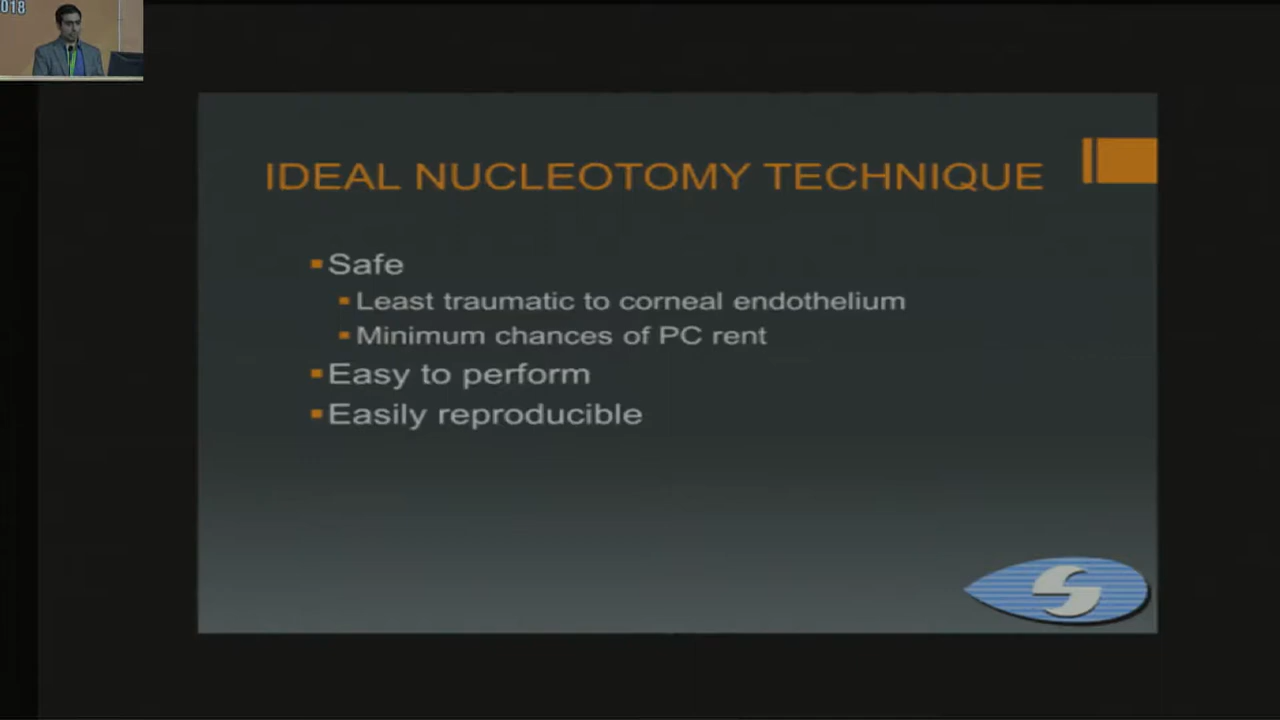 018
IDEAL NUCLEOTOMY TECHNIQUE
Safe
Least traumatic to corneal endothelium
Minimum chances of PC rent
Easy to perform
Easily reproducible
S